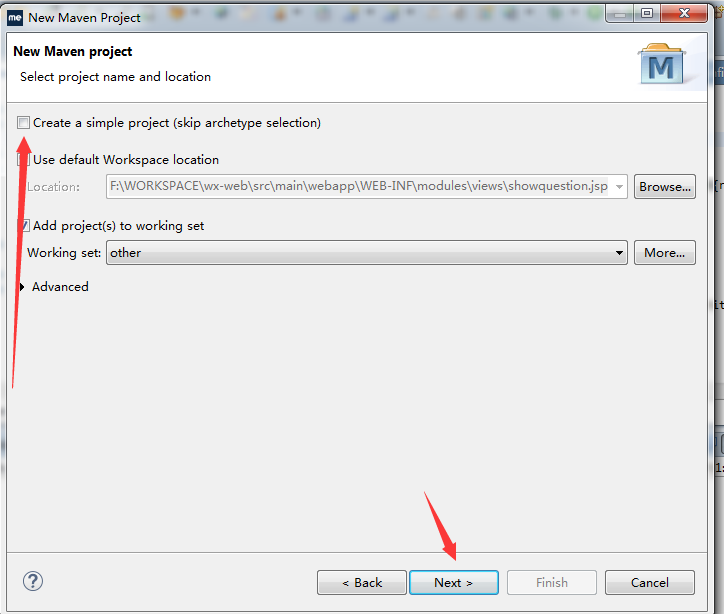 me New Maven Project
New Maven project
Select project name and location
M
Create a simple project (skip archetype selection)
Use default Workspace location
Location: F:\WORKSPACE\wx-web\src\main\webapp\WEB-INF\modules\views\showquestion.jsp Browse...
Add project(s) to working set
Working set: other More...
Advanced
? < Back Next > Finish Cancel